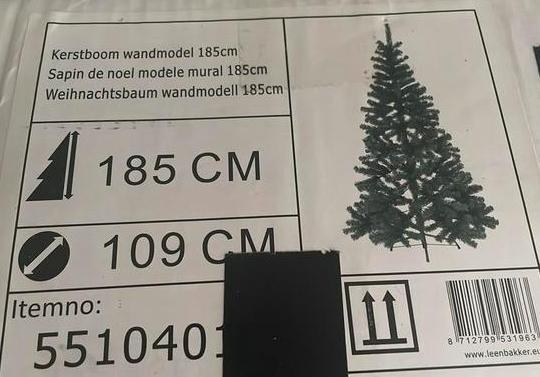 Kerstboom wandmodel 185cm
Sapin de noel modele mural 185cm
Weihnachtsbaum wandmodell 185cm
185 CM
109 CM
Itemno:
5510401
8 712799 531963
www.leenbakker.eu